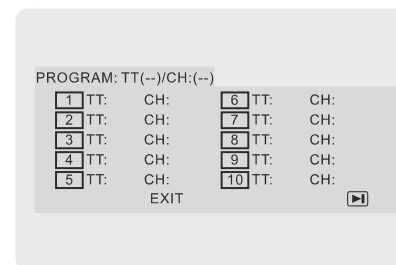 PROGRAM: TT(--)/CH:(--)
1 TT: CH: 6 TT: CH:
2 TT: CH: 7 TT: CH:
3 TT: CH: 8 TT: CH:
4 TT: CH: 9 TT: CH:
5 TT: CH: 10 TT: CH:
EXIT